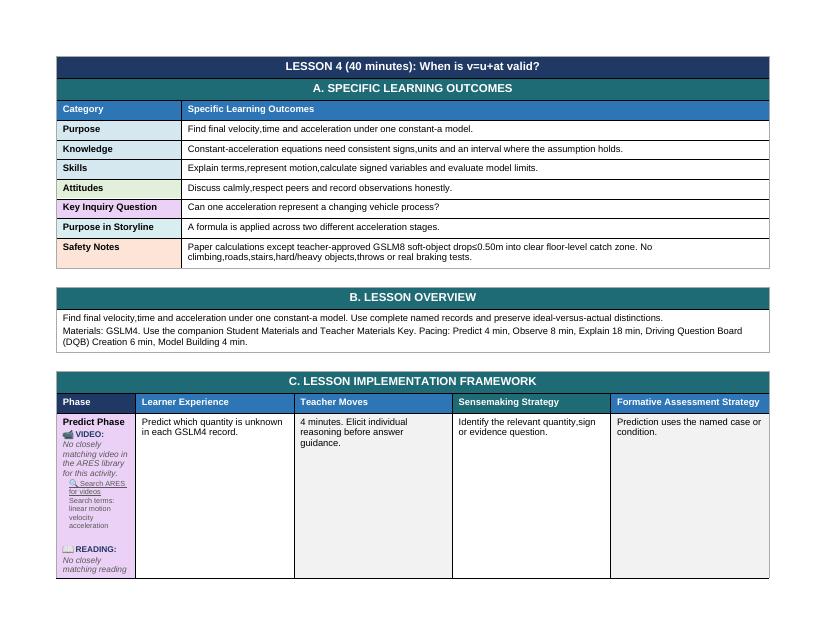 LESSON 4 (40 minutes): When is v=u+at valid?
A. SPECIFIC LEARNING OUTCOMES
Category Specific Learning Outcomes
Purpose Find final velocity,time and acceleration under one constant-a model.
Knowledge Constant-acceleration equations need consistent signs,units and an interval where the assumption holds.
Skills Explain terms,represent motion,calculate signed variables and evaluate model limits.
Attitudes Discuss calmly,respect peers and record observations honestly.
Key Inquiry Question Can one acceleration represent a changing vehicle process?
Purpose in Storyline A formula is applied across two different acceleration stages.
Safety Notes Paper calculations except teacher-approved GSLM8 soft-object drop≤0.50m into clear floor-level catch zone. No
climbing,roads,stairs,hard/heavy objects,throws or real braking tests.
B. LESSON OVERVIEW
Find final velocity,time and acceleration under one constant-a model. Use complete named records and preserve ideal-versus-actual distinctions.
Materials: GSLM4. Use the companion Student Materials and Teacher Materials Key. Pacing: Predict 4 min, Observe 8 min, Explain 18 min, Driving Question Board
(DQB) Creation 6 min, Model Building 4 min.
C. LESSON IMPLEMENTATION FRAMEWORK
Phase Learner Experience Teacher Moves Sensemaking Strategy Formative Assessment Strategy
Predict Phase
📹 VIDEO:
No closely
matching video in
the ARES library
for this activity.
🔍 Search ARES
for videos
Search terms:
linear motion
velocity
acceleration
📖 READING:
No closely
matching reading
Predict which quantity is unknown
in each GSLM4 record.
4 minutes. Elicit individual
reasoning before answer
guidance.
Identify the relevant quantity,sign
or evidence question.
Prediction uses the named case or
condition.